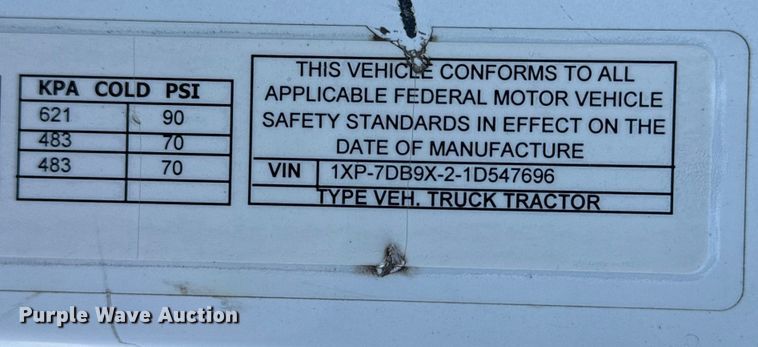 KPA COLD PSI
621 90
483 70
483 70
THIS VEHICLE CONFORMS TO ALL
APPLICABLE FEDERAL MOTOR VEHICLE
SAFETY STANDARDS IN EFFECT ON THE
DATE OF MANUFACTURE
VIN 1XP-7DB9X-2-1D547696
TYPE VEH. TRUCK TRACTOR
Purple Wave Auction